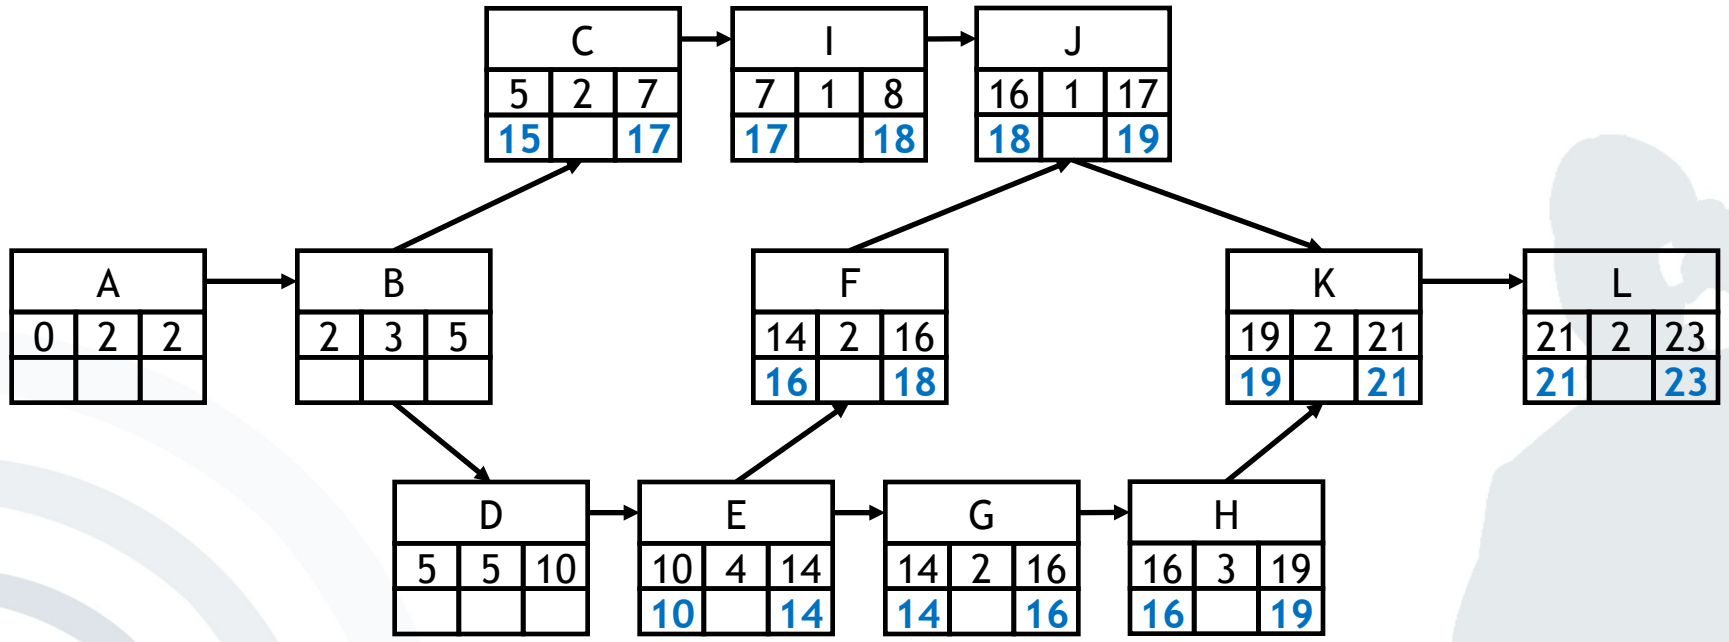 C
5 2 7
15 17
I
7 1 8
17 18
J
16 1 17
18 19
A
0 2 2
B
2 3 5
F
14 2 16
16 18
K
19 2 21
19 21
L
21 2 23
21 23
D
5 5 10
E
10 4 14
10 14
G
14 2 16
14 16
H
16 3 19
16 19